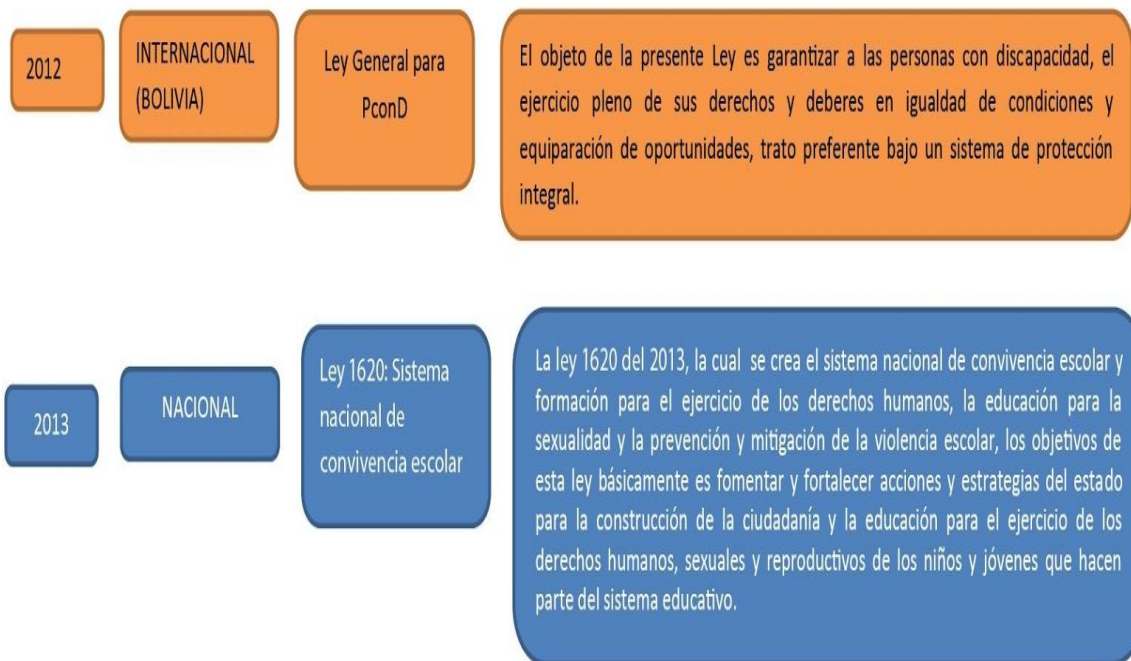 2012
INTERNACIONAL
(BOLIVIA)
Ley General para
PconD
El objeto de la presente Ley es garantizar a las personas con discapacidad, el
ejercicio pleno de sus derechos y deberes en igualdad de condiciones y
equiparación de oportunidades, trato preferente bajo un sistema de protección
integral.
2013
NACIONAL
Ley 1620: Sistema
nacional de
convivencia escolar
La ley 1620 del 2013, la cual se crea el sistema nacional de convivencia escolar y
formación para el ejercicio de los derechos humanos, la educación para la
sexualidad y la prevención y mitigación de la violencia escolar, los objetivos de
esta ley básicamente es fomentar y fortalecer acciones y estrategias del estado
para la construcción de la ciudadanía y la educación para el ejercicio de los
derechos humanos, sexuales y reproductivos de los niños y jóvenes que hacen
parte del sistema educativo.